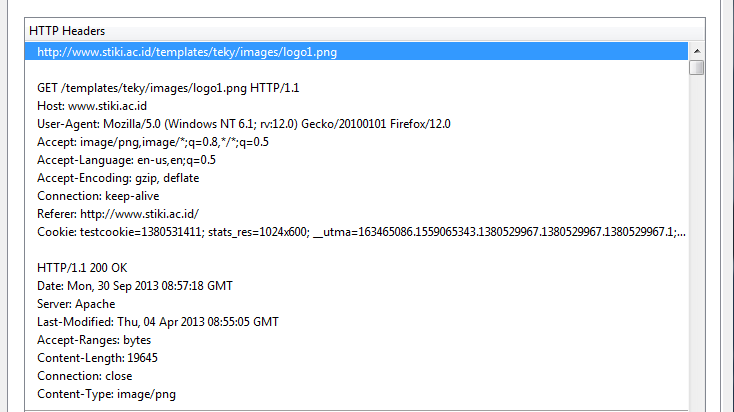 HTTP Headers
http://www.stiki.ac.id/templates/teky/images/logo1.png
GET /templates/teky/images/logo1.png HTTP/1.1
Host: www.stiki.ac.id
User-Agent: Mozilla/5.0 (Windows NT 6.1; rv:12.0) Gecko/20100101 Firefox/12.0
Accept: image/png,image/*;q=0.8,*/*;q=0.5
Accept-Language: en-us,en;q=0.5
Accept-Encoding: gzip, deflate
Connection: keep-alive
Referer: http://www.stiki.ac.id/
Cookie: testcookie=1380531411; stats_res=1024x600; __utma=163465086.1559065343.1380529967.1380529967.1380529967.1;...
HTTP/1.1 200 OK
Date: Mon, 30 Sep 2013 08:57:18 GMT
Server: Apache
Last-Modified: Thu, 04 Apr 2013 08:55:05 GMT
Accept-Ranges: bytes
Content-Length: 19645
Connection: close
Content-Type: image/png